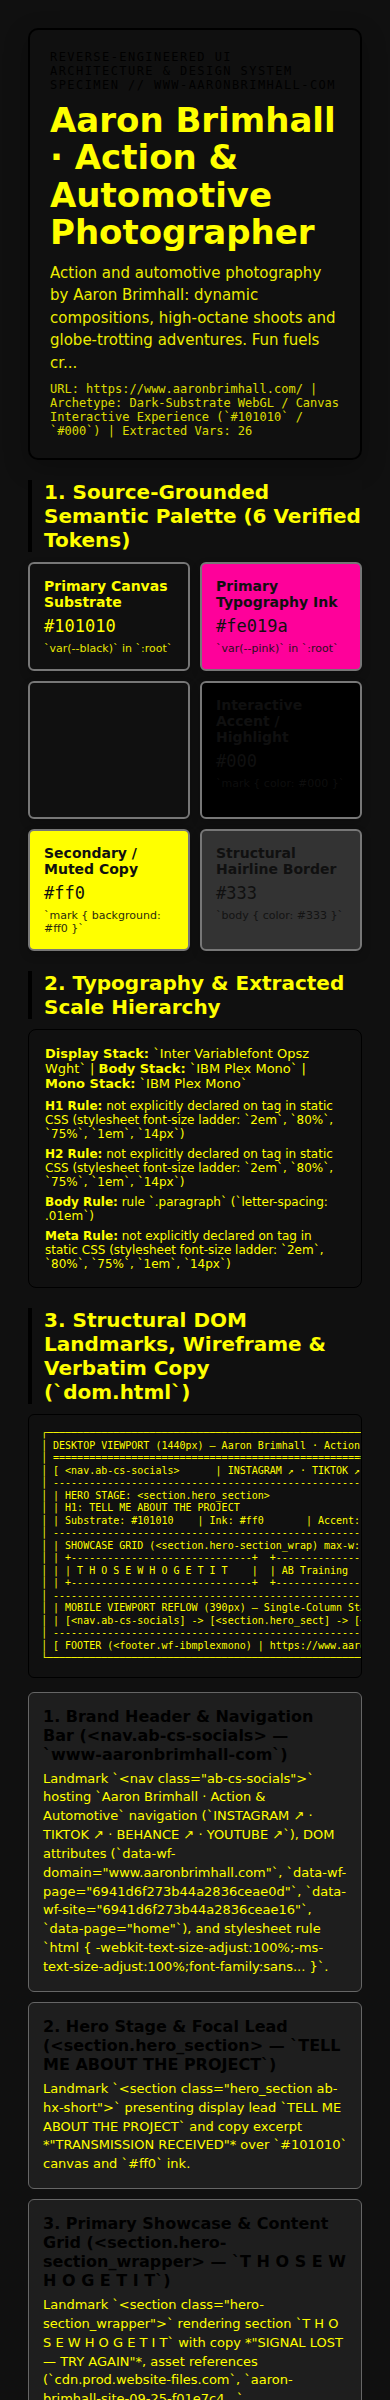 REVERSE-ENGINEERED UI
ARCHITECTURE & DESIGN SYSTEM
SPECIMEN // WWW-AARONBRIMHALL-COM
Aaron Brimhall
· Action &
Automotive
Photographer
Action and automotive photography
by Aaron Brimhall: dynamic
compositions, high-octane shoots and
globe-trotting adventures. Fun fuels
cr...
URL: https://www.aaronbrimhall.com/ |
Archetype: Dark-Substrate WebGL / Canvas
Interactive Experience (`#101010` /
`#000`) | Extracted Vars: 26
1. Source-Grounded
Semantic Palette (6 Verified
Tokens)
Primary Canvas
Substrate
#101010
`var(--black)` in `:root`
Primary
Typography Ink
#fe019a
`var(--pink)` in `:root`
Interactive
Accent /
Highlight
#000
`mark { color: #000 }`
Secondary /
Muted Copy
#ff0
`mark { background:
#ff0 }`
Structural
Hairline Border
#333
`body { color: #333 }`
2. Typography & Extracted
Scale Hierarchy
Display Stack: `Inter Variablefont Opsz
Wght` | Body Stack: `IBM Plex Mono` |
Mono Stack: `IBM Plex Mono`
H1 Rule: not explicitly declared on tag in static
CSS (stylesheet font-size ladder: `2em`, `80%`,
`75%`, `1em`, `14px`)
H2 Rule: not explicitly declared on tag in static
CSS (stylesheet font-size ladder: `2em`, `80%`,
`75%`, `1em`, `14px`)
Body Rule: rule `.paragraph` (`letter-spacing:
.01em`)
Meta Rule: not explicitly declared on tag in
static CSS (stylesheet font-size ladder: `2em`,
`80%`, `75%`, `1em`, `14px`)
3. Structural DOM
Landmarks, Wireframe &
Verbatim Copy
(`dom.html`)
DESKTOP VIEWPORT (1440px) — Aaron Brimhall · Action
[ <nav.ab-cs-socials> | INSTAGRAM ↗ · TIKTOK ↗
| HERO STAGE: <section.hero_section>
| H1: TELL ME ABOUT THE PROJECT
| Substrate: #101010 | Ink: #ff0 | Accent:
| SHOWCASE GRID (<section.hero-section_wrap) max-w:
| | T H O S E W H O G E T I T | | AB Training
| MOBILE VIEWPORT REFLOW (390px) — Single-Column St
| [<nav.ab-cs-socials] -> [<section.hero_sect] -> [
[ FOOTER (<footer.wf-ibmplexmono) | https://www.aar
1. Brand Header & Navigation
Bar (<nav.ab-cs-socials> —
`www-aaronbrimhall-com`)
Landmark `<nav class="ab-cs-socials">`
hosting `Aaron Brimhall · Action &
Automotive` navigation (`INSTAGRAM ↗ ·
TIKTOK ↗ · BEHANCE ↗ · YOUTUBE ↗`), DOM
attributes (`data-wf-
domain="www.aaronbrimhall.com"`, `data-wf-
page="6941d6f273b44a2836ceae0d"`, `data-
wf-site="6941d6f273b44a2836ceae16"`,
`data-page="home"`), and stylesheet rule
`html { -webkit-text-size-adjust:100%;-ms-
text-size-adjust:100%;font-family:sans... }`.
2. Hero Stage & Focal Lead
(<section.hero_section> — `TELL
ME ABOUT THE PROJECT`)
Landmark `<section class="hero_section ab-
hx-short">` presenting display lead `TELL ME
ABOUT THE PROJECT` and copy excerpt
*"TRANSMISSION RECEIVED"* over `#101010`
canvas and `#ff0` ink.
3. Primary Showcase & Content
Grid (<section.hero-
section_wrapper> — `T H O S E W
H O G E T I T`)
Landmark `<section class="hero-
section_wrapper">` rendering section `T H O
S E W H O G E T I T` with copy *"SIGNAL LOST
— TRY AGAIN"*, asset references
(`cdn.prod.website-files.com`, `aaron-